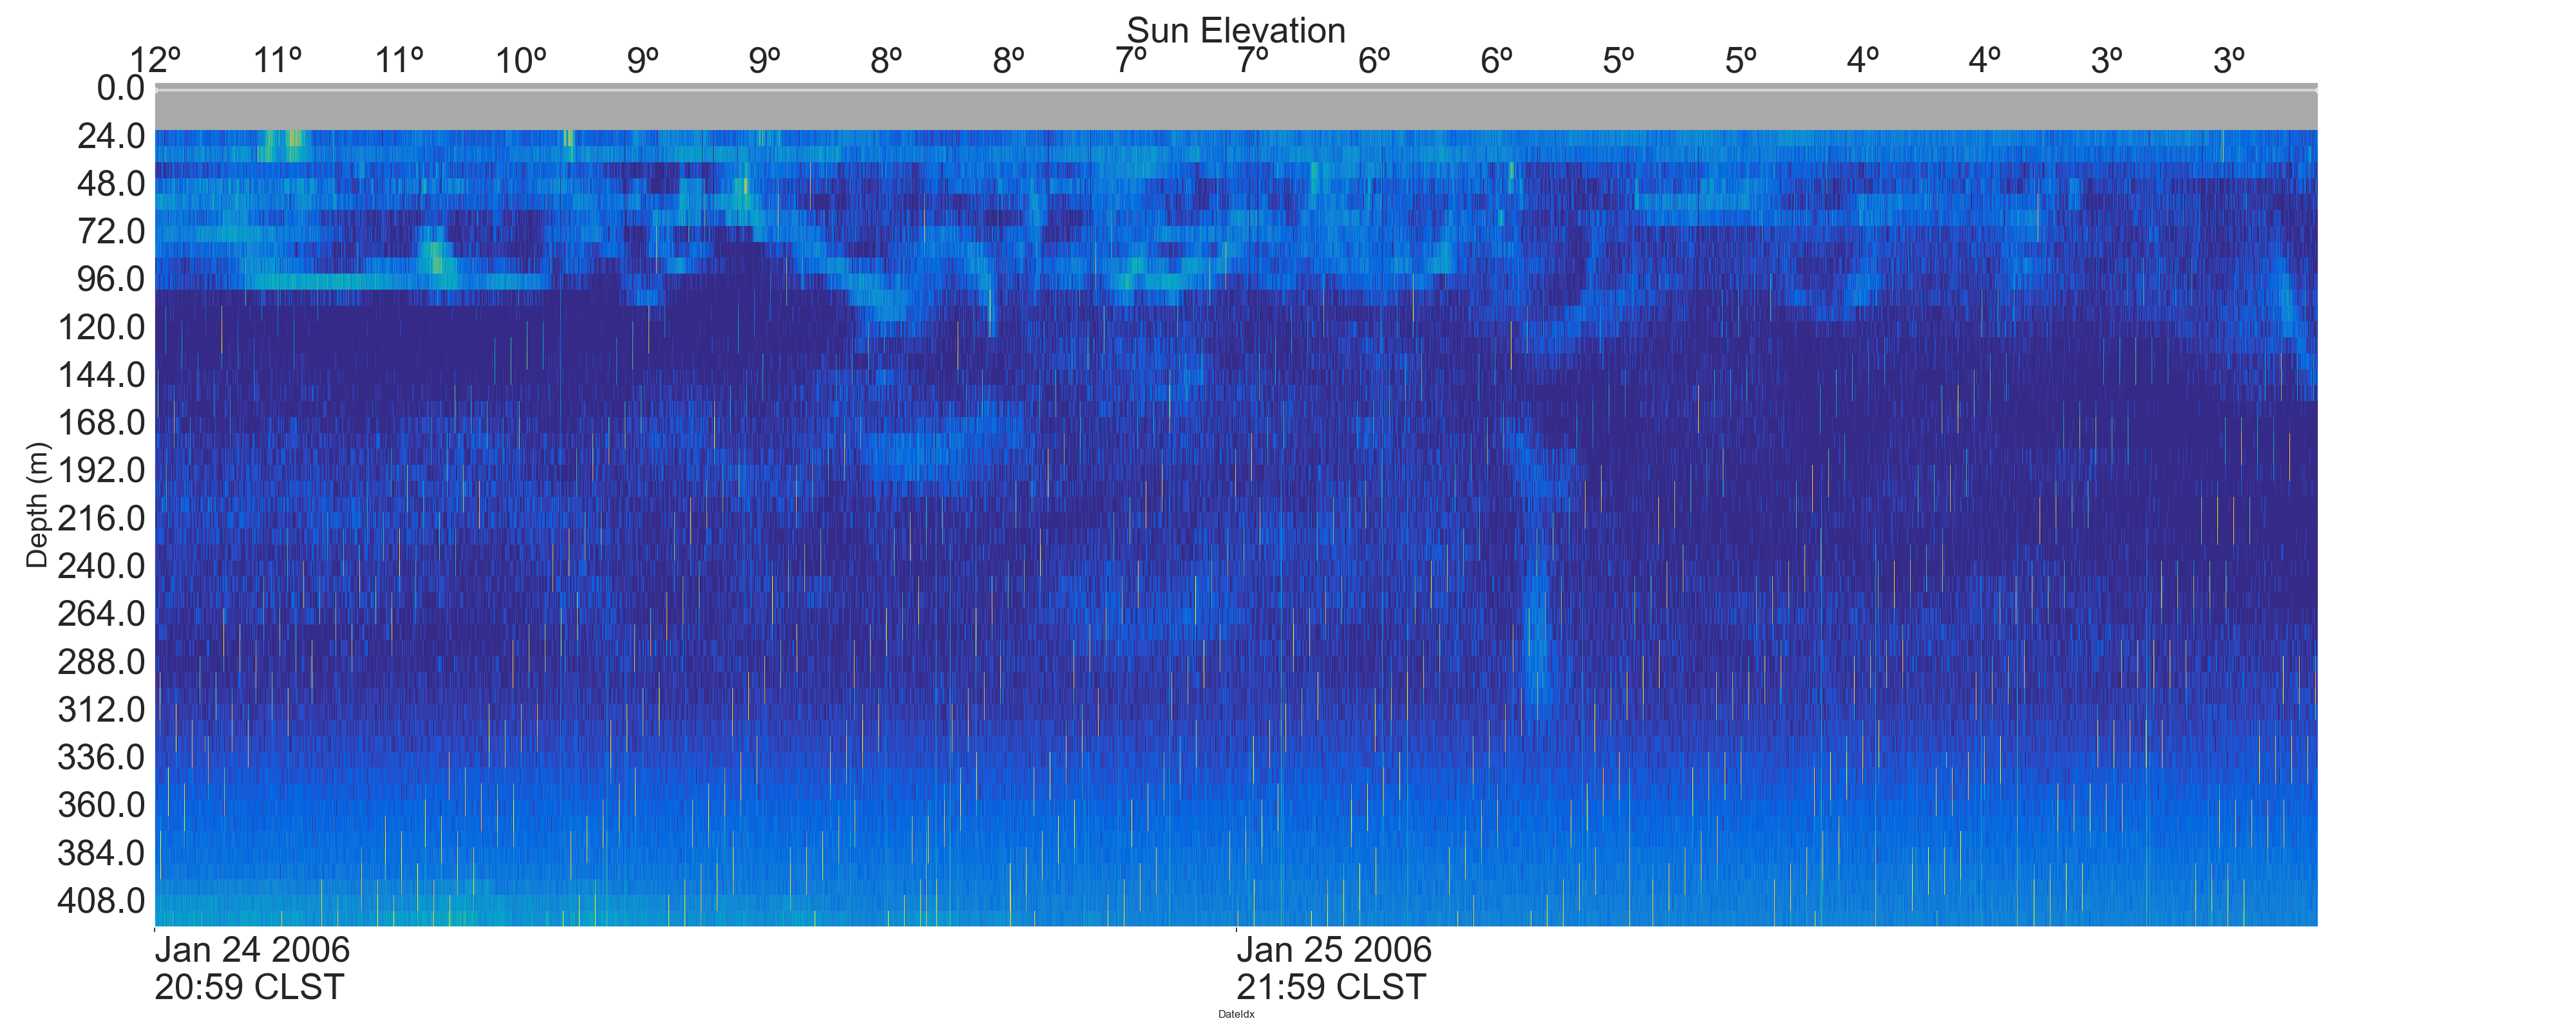 Sun Elevation
12º 11º 11º 10º 9º 9º 8º 8º 7º 7º 6º 6º 5º 5º 4º 4º 3º 3º
0.0
24.0
48.0
72.0
96.0
120.0
144.0
168.0
192.0
216.0
240.0
264.0
288.0
312.0
336.0
360.0
384.0
408.0
Depth (m)
Jan 24 2006
20:59 CLST
Jan 25 2006
21:59 CLST
DateIdx